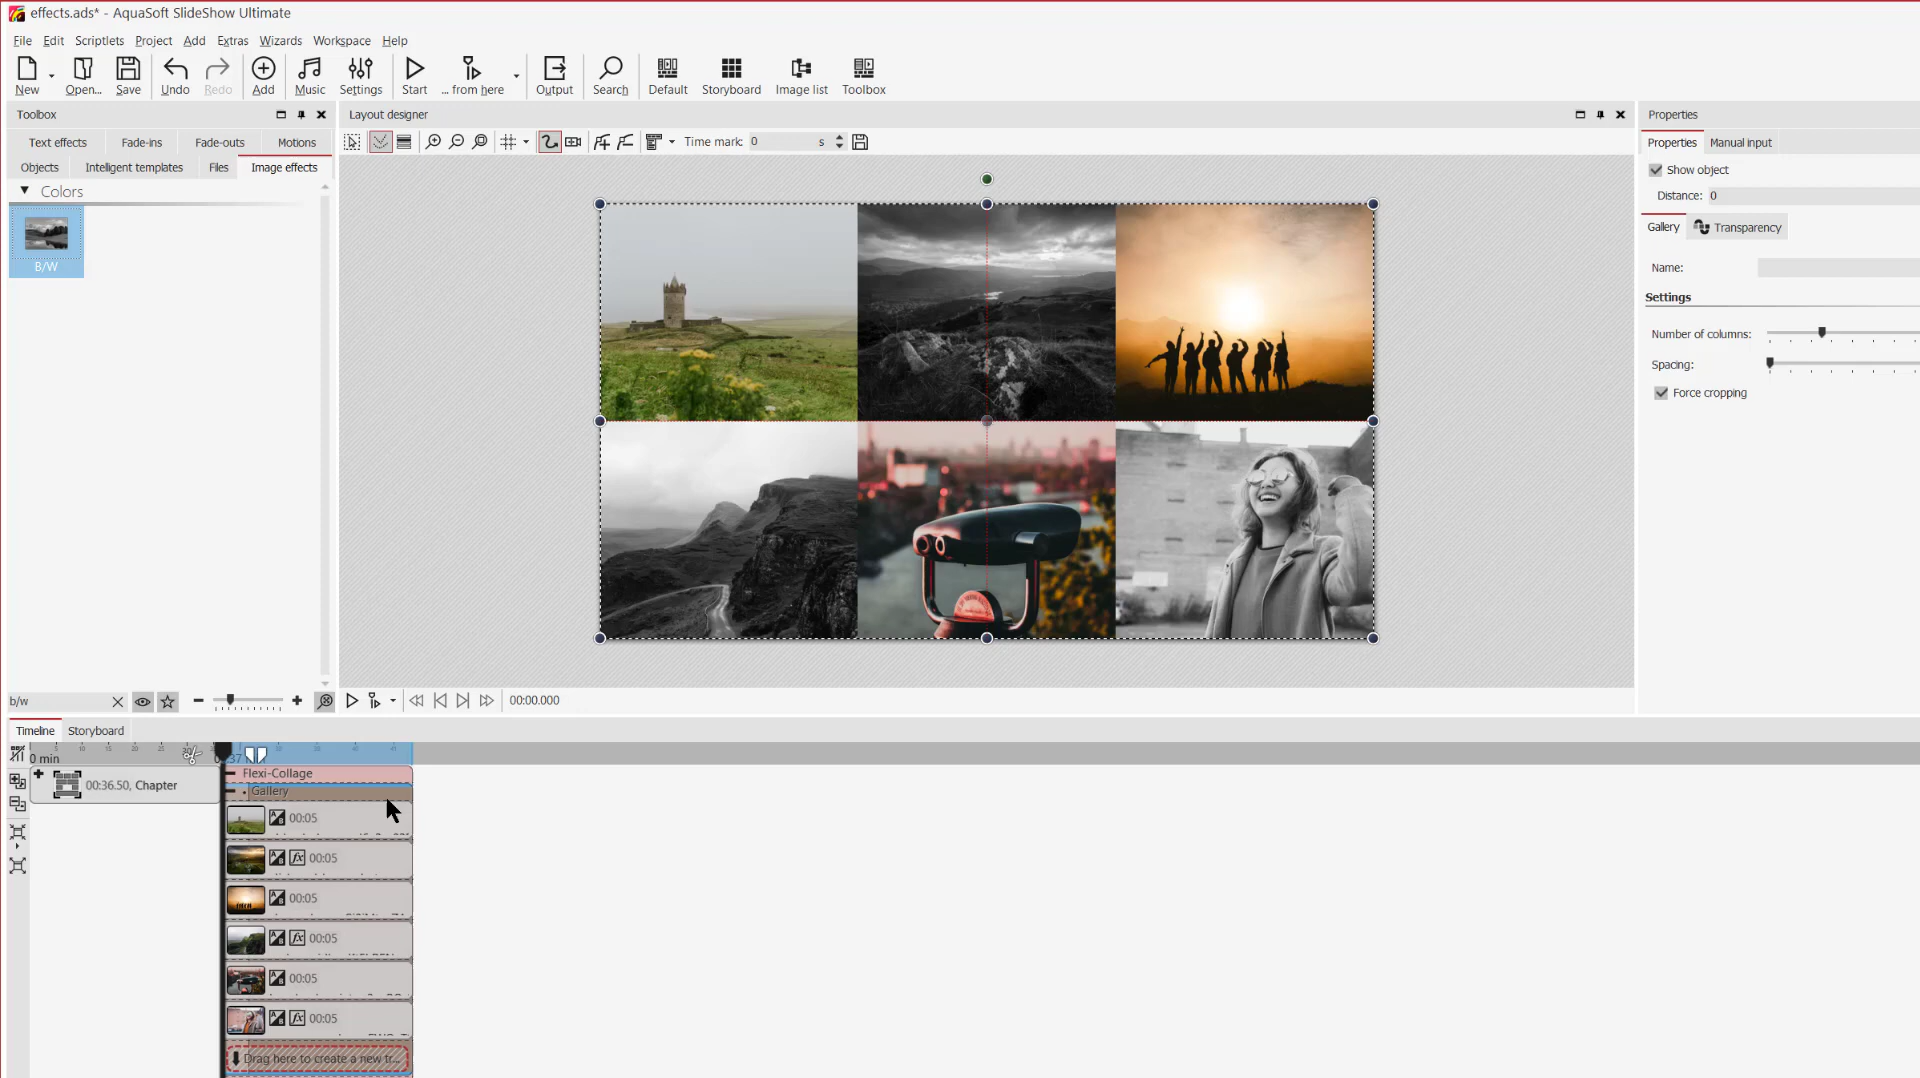 effects.ads* - AquaSoft SlideShow Ultimate
File Edit Scriptlets Project Add Extras Wizards Workspace Help
New Open... Save Undo Redo Add Music Settings Start ... from here Output Search Default Storyboard Image list Toolbox
Toolbox
Layout designer
Properties
Text effects Fade-ins Fade-outs Motions
Time mark: 0 s
Properties Manual input
Objects Intelligent templates Files Image effects
Show object
Colors
Distance: 0
Gallery Transparency
B/W
Name:
Settings
Number of columns:
Spacing:
Force cropping
b/w
00:00.000
Timeline Storyboard
0 min
Flexi-Collage
00:36.50, Chapter
Gallery
00:05
00:05
00:05
00:05
00:05
00:05
Drag here to create a new tr...